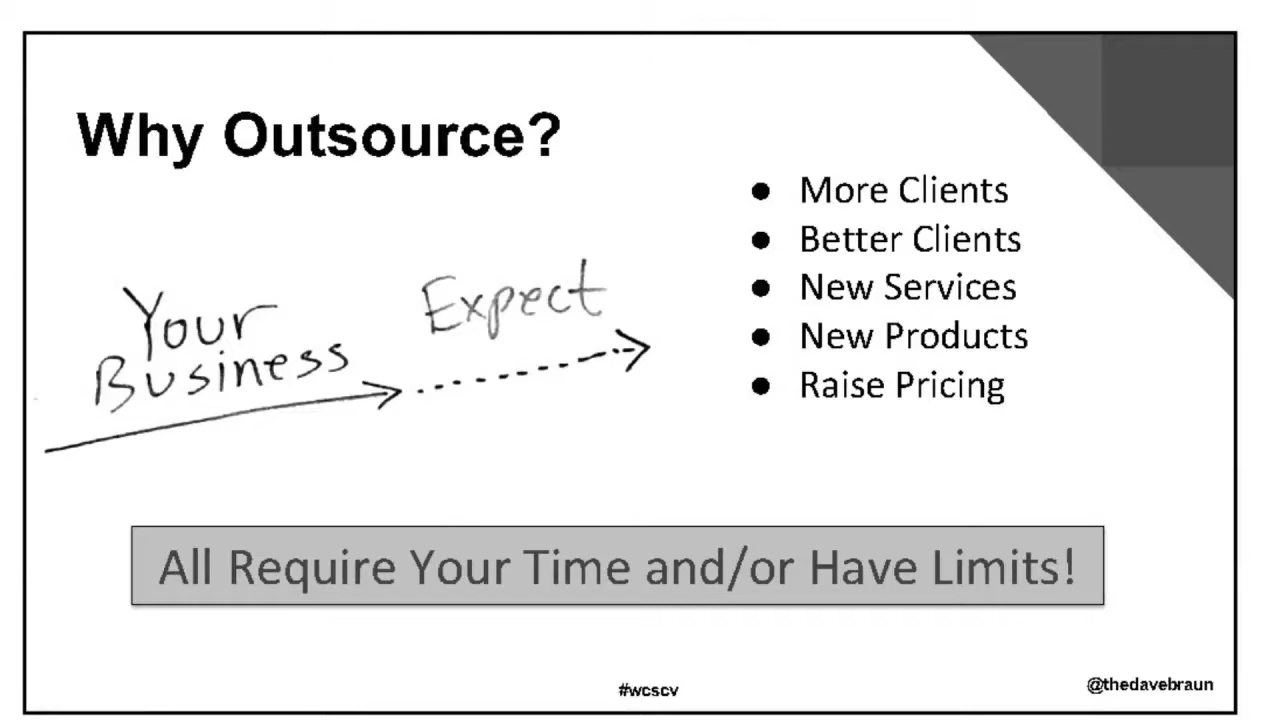 Why Outsource?
Your
Business
Expect
● More Clients
● Better Clients
● New Services
● New Products
● Raise Pricing
All Require Your Time and/or Have Limits!
#wcscv
@thedavebraun